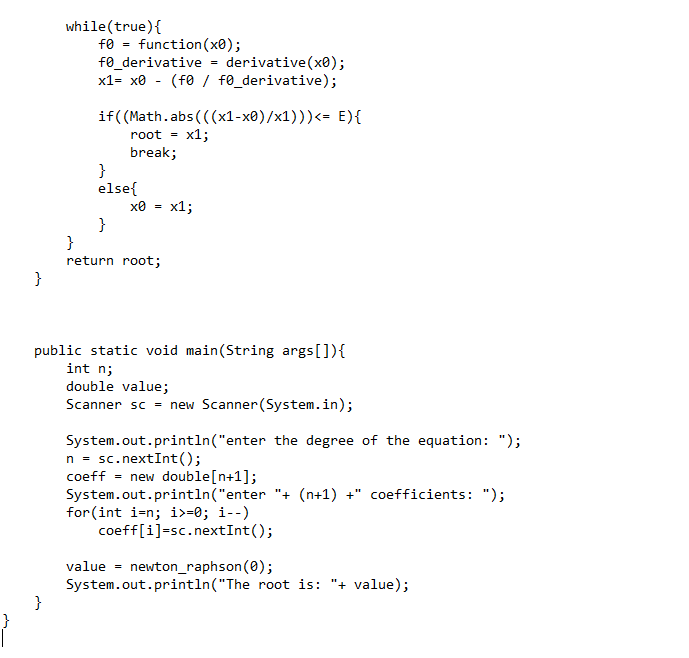 while(true){
f0 = function(x0);
f0_derivative = derivative(x0);
x1= x0 - (f0 / f0_derivative);
if((Math.abs(((x1-x0)/x1)))<= E){
root = x1;
break;
}
else{
x0 = x1;
}
}
return root;
}
public static void main(String args[]){
int n;
double value;
Scanner sc = new Scanner(System.in);
System.out.println("enter the degree of the equation: ");
n = sc.nextInt();
coeff = new double[n+1];
System.out.println("enter "+ (n+1) +" coefficients: ");
for(int i=n; i>=0; i--)
coeff[i]=sc.nextInt();
value = newton_raphson(0);
System.out.println("The root is: "+ value);
}
}